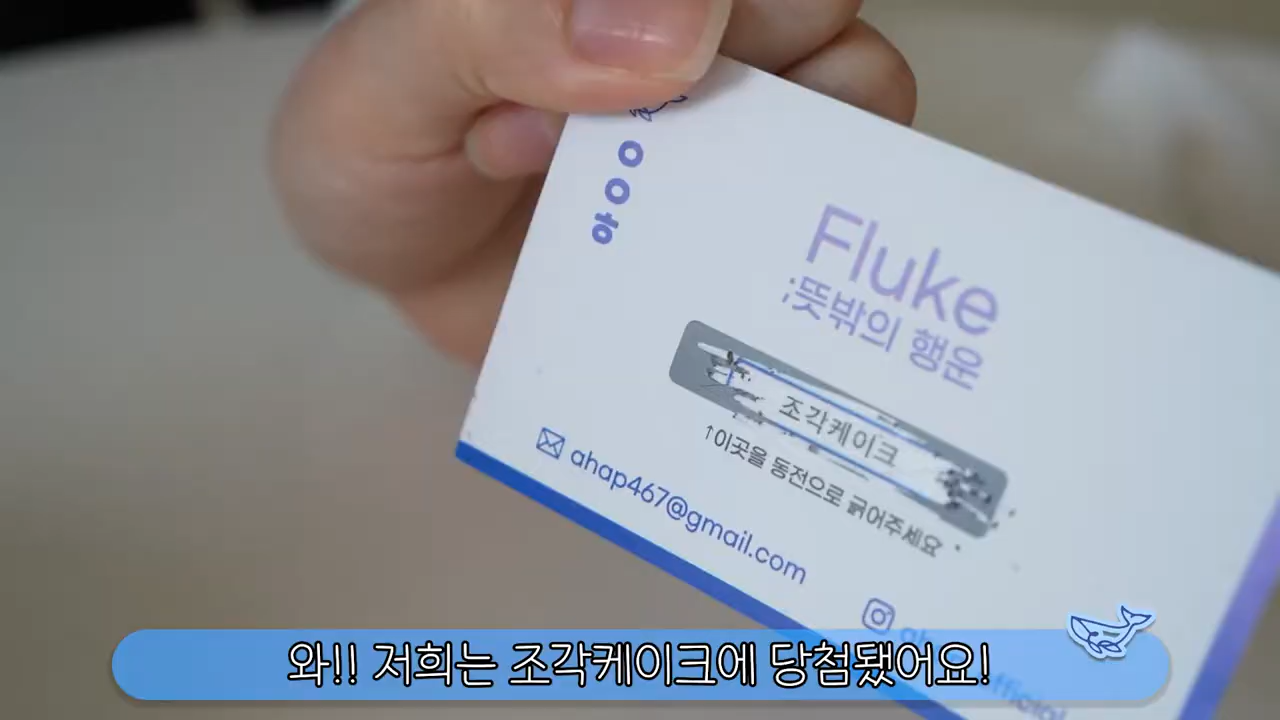 Fluke
;뜻밖의 행운
조각케이크
↑이곳을 동전으로 긁어주세요
ahap467@gmail.com
와!! 저희는 조각케이크에 당첨됐어요!